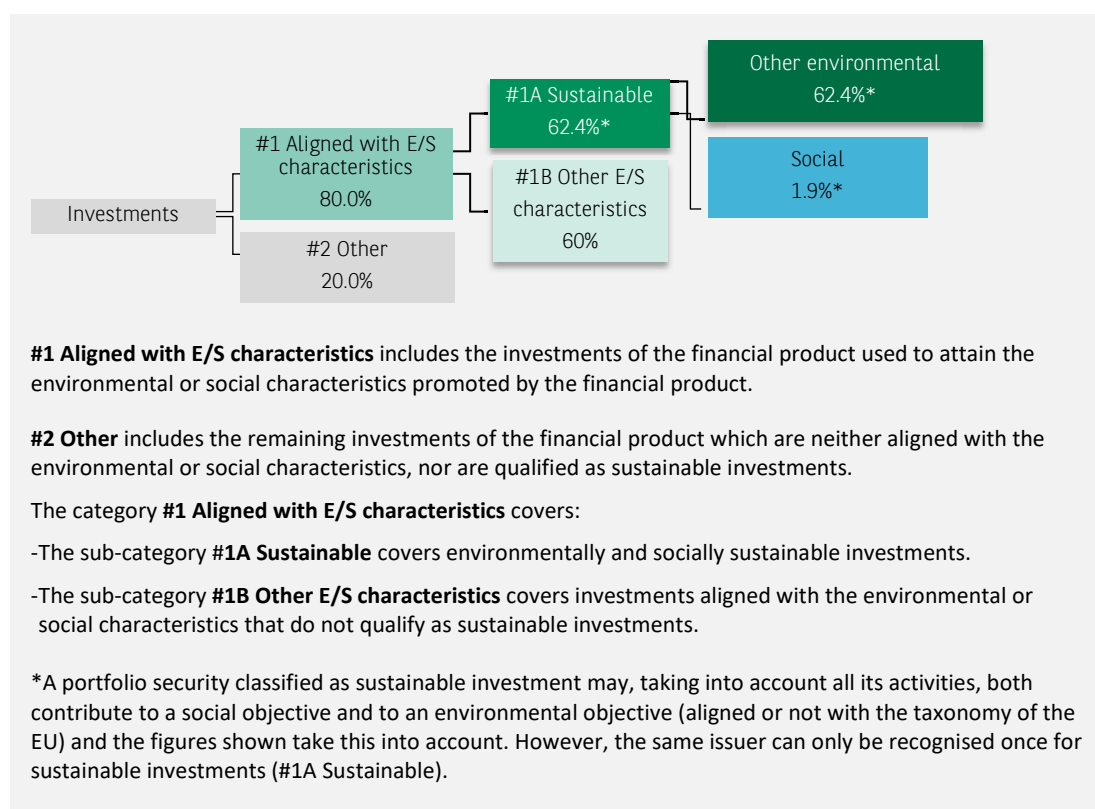 Investments
#1 Aligned with E/S
characteristics
80.0%
#2 Other
20.0%
#1A Sustainable
62.4%*
#1B Other E/S
characteristics
60%
Other environmental
62.4%*
Social
1.9%*
#1 Aligned with E/S characteristics includes the investments of the financial product used to attain the
environmental or social characteristics promoted by the financial product.
#2 Other includes the remaining investments of the financial product which are neither aligned with the
environmental or social characteristics, nor are qualified as sustainable investments.
The category #1 Aligned with E/S characteristics covers:
-The sub-category #1A Sustainable covers environmentally and socially sustainable investments.
-The sub-category #1B Other E/S characteristics covers investments aligned with the environmental or
social characteristics that do not qualify as sustainable investments.
*A portfolio security classified as sustainable investment may, taking into account all its activities, both
contribute to a social objective and to an environmental objective (aligned or not with the taxonomy of the
EU) and the figures shown take this into account. However, the same issuer can only be recognised once for
sustainable investments (#1A Sustainable).